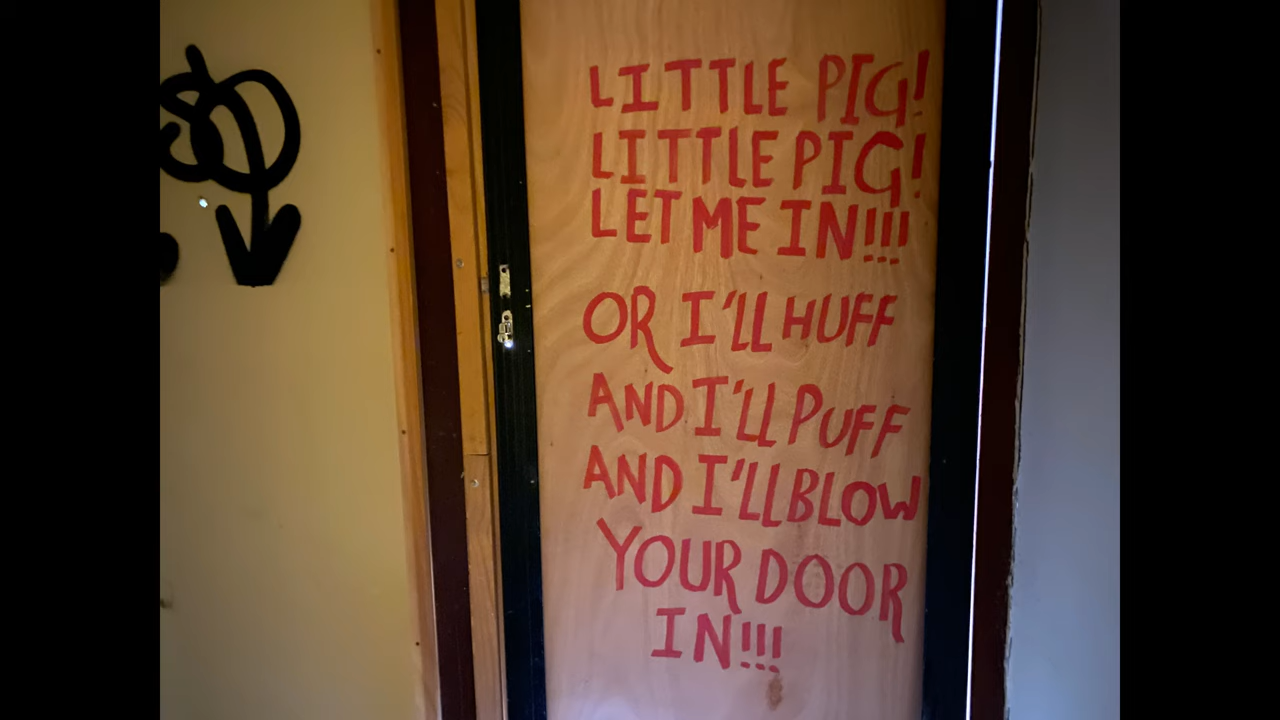 LITTLE PIG!
LITTLE PIG!
LET ME IN!!!
OR I'LL HUFF
AND I'LL PUFF
AND I'LL BLOW
YOUR DOOR
IN!!!